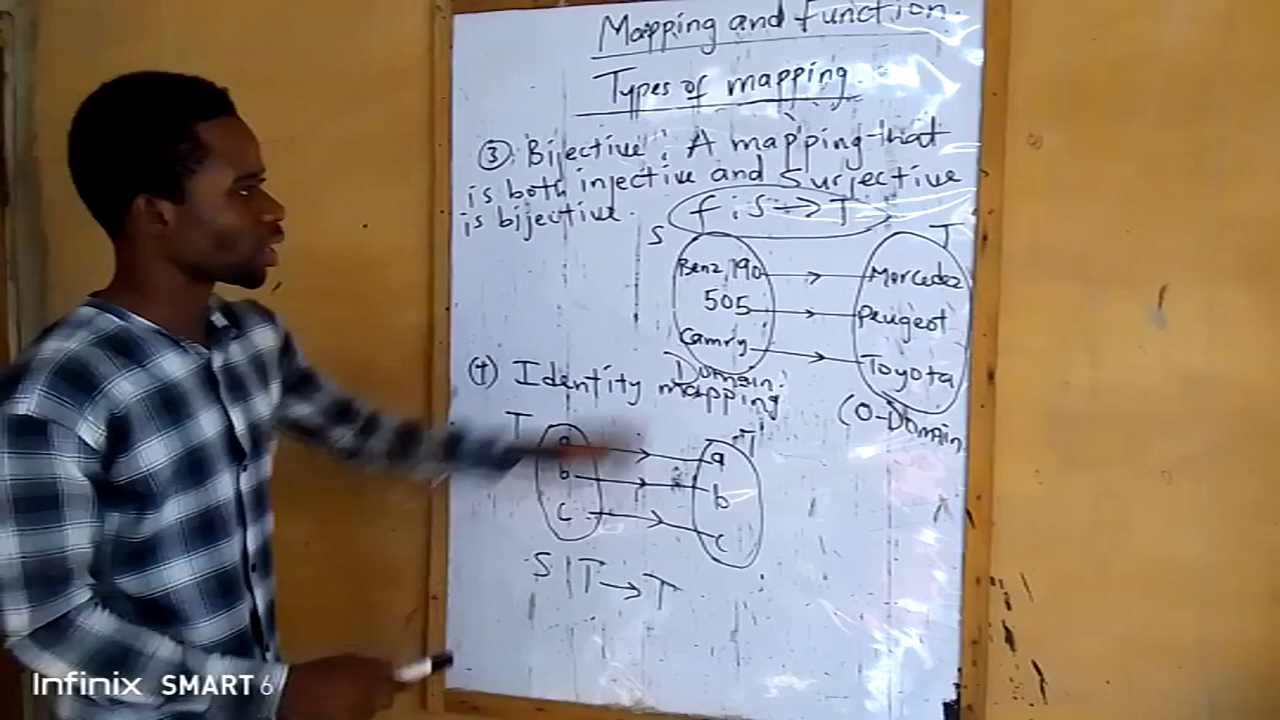 Mapping and function.
Types of mapping
③ Bijective: A mapping that
is both injective and Surjective
is bijective.
f : S → T
S
T
Benz 190
Mercedez
505
Peugeot
Camry
Toyota
Domain.
Co-Domain
④ Identity mapping
T
T
a
a
b
b
c
c
S | T → T
Infinix SMART 6